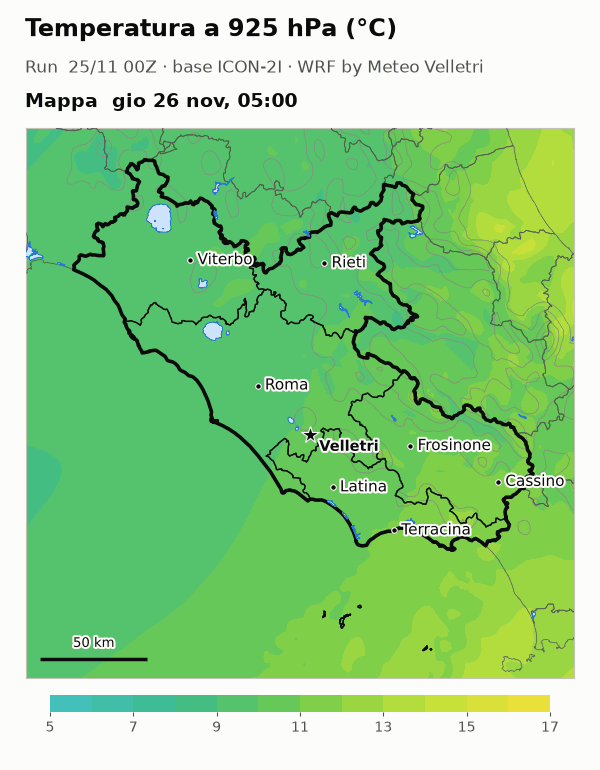 Temperatura a 925 hPa (°C)
Run  25/11 00Z · base ICON-2I · WRF by Meteo Velletri
Mappa  gio 26 nov, 05:00
Viterbo
Rieti
Roma
Velletri
Frosinone
Latina
Cassino
Terracina
50 km
5 7 9 11 13 15 17